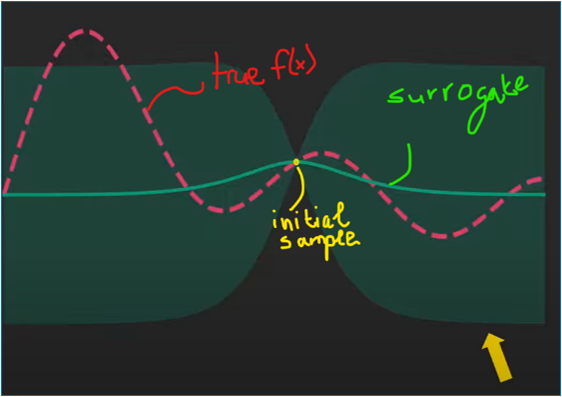 true f(x)
surrogate
initial
sample